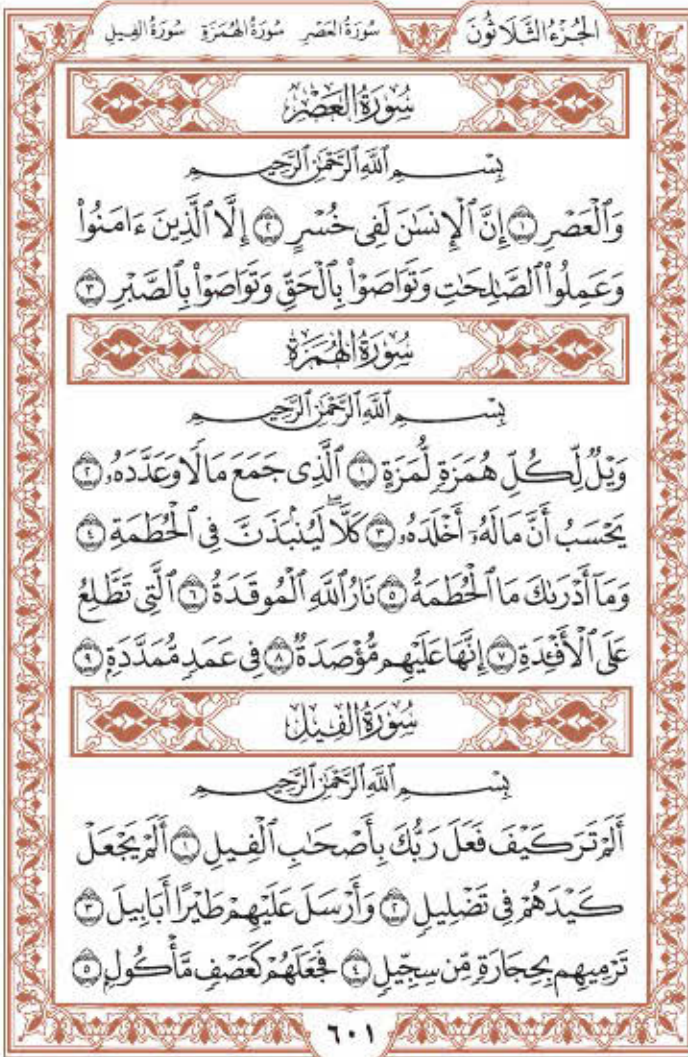 الجُزْءُ الثَّلَاثُونَ سُورَةُ العَصْرِ سُورَةُ الهُمَزَةِ سُورَةُ الفِيلِ
سُورَةُ العَصْرِ
بِسْمِ ٱللَّهِ ٱلرَّحْمَٰنِ ٱلرَّحِيمِ
وَٱلْعَصْرِ ١ إِنَّ ٱلْإِنسَٰنَ لَفِى خُسْرٍ ٢ إِلَّا ٱلَّذِينَ ءَامَنُوا۟
وَعَمِلُوا۟ ٱلصَّٰلِحَٰتِ وَتَوَاصَوْا۟ بِٱلْحَقِّ وَتَوَاصَوْا۟ بِٱلصَّبْرِ ٣
سُورَةُ الهُمَزَةِ
بِسْمِ ٱللَّهِ ٱلرَّحْمَٰنِ ٱلرَّحِيمِ
وَيْلٌ لِّكُلِّ هُمَزَةٍ لُّمَزَةٍ ١ ٱلَّذِى جَمَعَ مَالًا وَعَدَّدَهُۥ ٢
يَحْسَبُ أَنَّ مَالَهُۥٓ أَخْلَدَهُۥ ٣ كَلَّا ۖ لَيُنۢبَذَنَّ فِى ٱلْحُطَمَةِ ٤
وَمَآ أَدْرَىٰكَ مَا ٱلْحُطَمَةُ ٥ نَارُ ٱللَّهِ ٱلْمُوقَدَةُ ٦ ٱلَّتِى تَطَّلِعُ
عَلَى ٱلْأَفْـِٔدَةِ ٧ إِنَّهَا عَلَيْهِم مُّؤْصَدَةٌ ٨ فِى عَمَدٍ مُّمَدَّدَةٍۭ ٩
سُورَةُ الفِيلِ
بِسْمِ ٱللَّهِ ٱلرَّحْمَٰنِ ٱلرَّحِيمِ
أَلَمْ تَرَ كَيْفَ فَعَلَ رَبُّكَ بِأَصْحَٰبِ ٱلْفِيلِ ١ أَلَمْ يَجْعَلْ
كَيْدَهُمْ فِى تَضْلِيلٍ ٢ وَأَرْسَلَ عَلَيْهِمْ طَيْرًا أَبَابِيلَ ٣
تَرْمِيهِم بِحِجَارَةٍ مِّن سِجِّيلٍ ٤ فَجَعَلَهُمْ كَعَصْفٍ مَّأْكُولٍۭ ٥
٦٠١